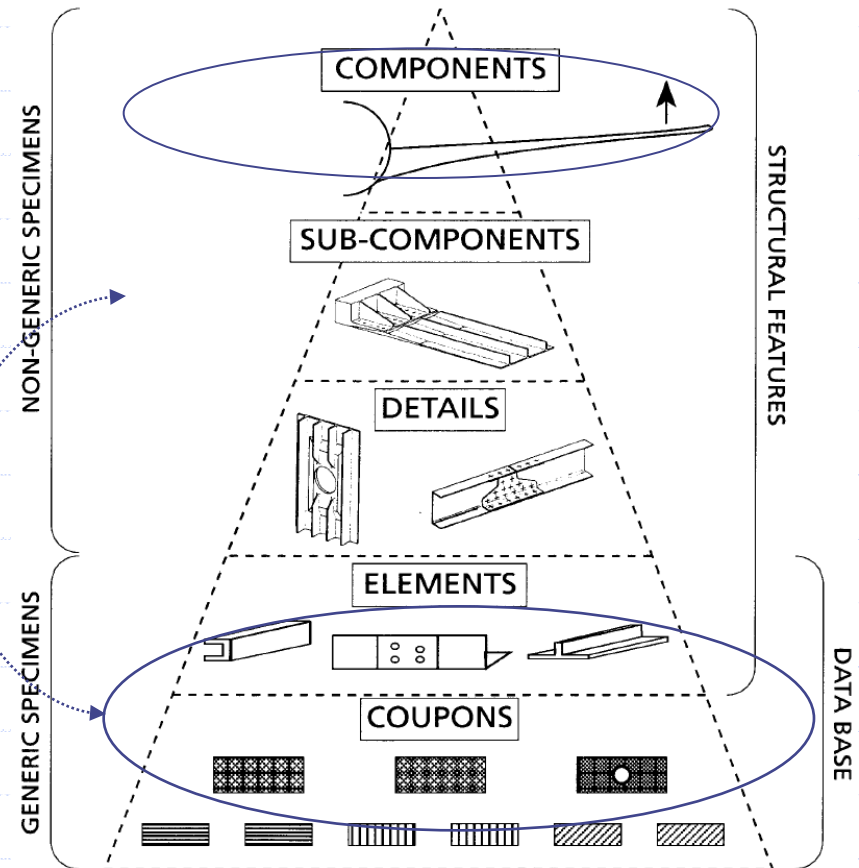 COMPONENTS
SUB-COMPONENTS
DETAILS
ELEMENTS
COUPONS
NON-GENERIC SPECIMENS
GENERIC SPECIMENS
STRUCTURAL FEATURES
DATA BASE